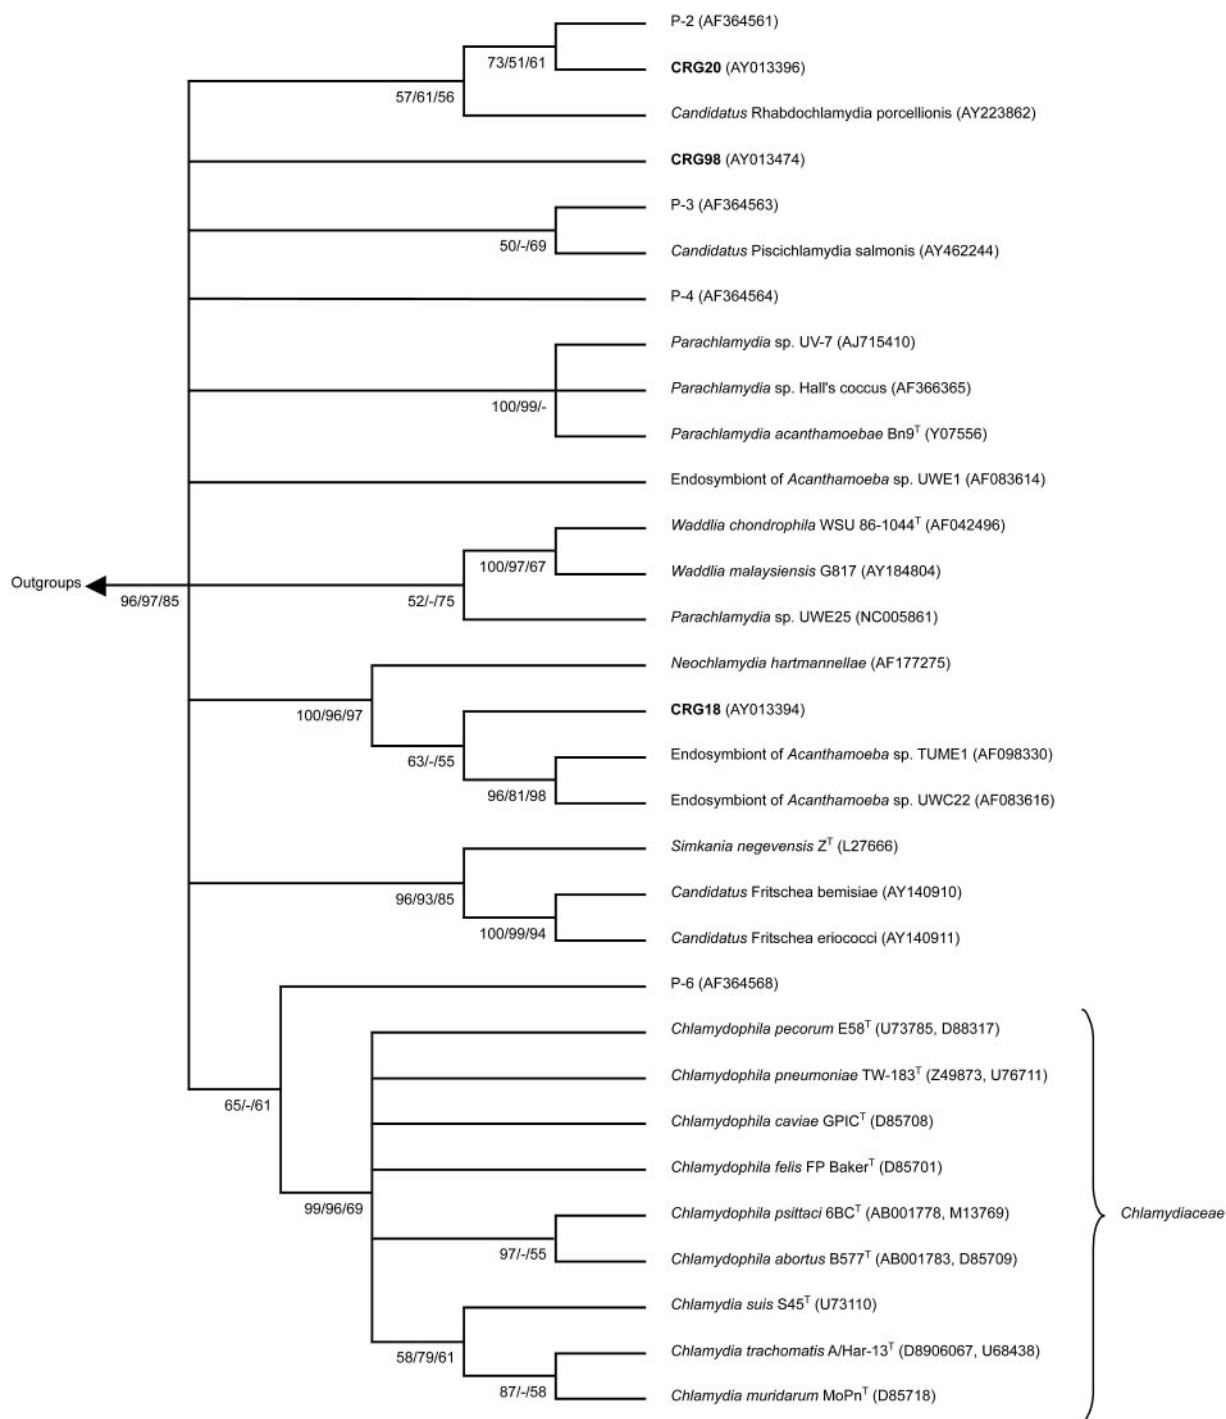 P-2 (AF364561)
73/51/61
CRG20 (AY013396)
57/61/56
Candidatus Rhabdochlamydia porcellionis (AY223862)
CRG98 (AY013474)
P-3 (AF364563)
50/-/69
Candidatus Piscichlamydia salmonis (AY462244)
P-4 (AF364564)
Parachlamydia sp. UV-7 (AJ715410)
Parachlamydia sp. Hall's coccus (AF366365)
100/99/-
Parachlamydia acanthamoebae Bn9T (Y07556)
Endosymbiont of Acanthamoeba sp. UWE1 (AF083614)
Waddlia chondrophila WSU 86-1044T (AF042496)
100/97/67
Waddlia malaysiensis G817 (AY184804)
Outgroups
96/97/85
52/-/75
Parachlamydia sp. UWE25 (NC005861)
Neochlamydia hartmannellae (AF177275)
100/96/97
CRG18 (AY013394)
63/-/55
Endosymbiont of Acanthamoeba sp. TUME1 (AF098330)
96/81/98
Endosymbiont of Acanthamoeba sp. UWC22 (AF083616)
Simkania negevensis ZT (L27666)
96/93/85
Candidatus Fritschea bemisiae (AY140910)
100/99/94
Candidatus Fritschea eriococci (AY140911)
P-6 (AF364568)
Chlamydophila pecorum E58T (U73785, D88317)
Chlamydophila pneumoniae TW-183T (Z49873, U76711)
65/-/61
Chlamydophila caviae GPICT (D85708)
Chlamydophila felis FP BakerT (D85701)
99/96/69
Chlamydophila psittaci 6BCT (AB001778, M13769)
Chlamydiaceae
97/-/55
Chlamydophila abortus B577T (AB001783, D85709)
Chlamydia suis S45T (U73110)
58/79/61
Chlamydia trachomatis A/Har-13T (D8906067, U68438)
87/-/58
Chlamydia muridarum MoPnT (D85718)